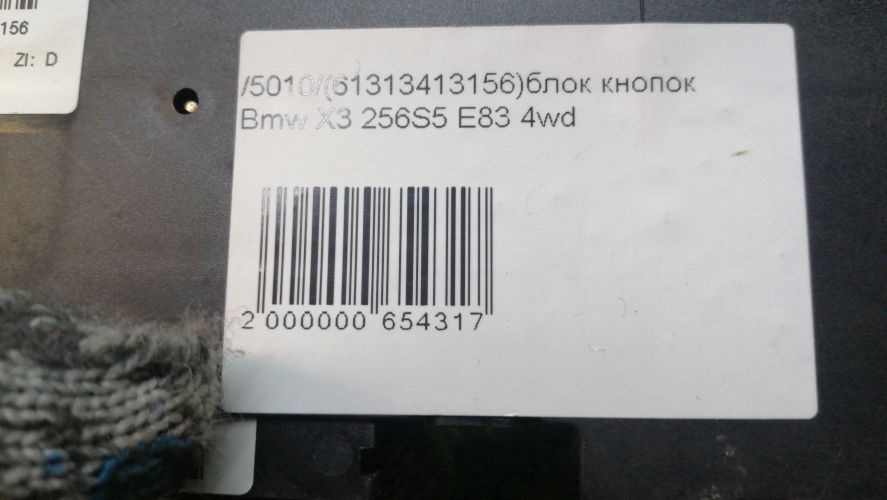 156
ZI: D
/5010/(61313413156)блок кнопок
Bmw X3 256S5 E83 4wd
2 000000 654317